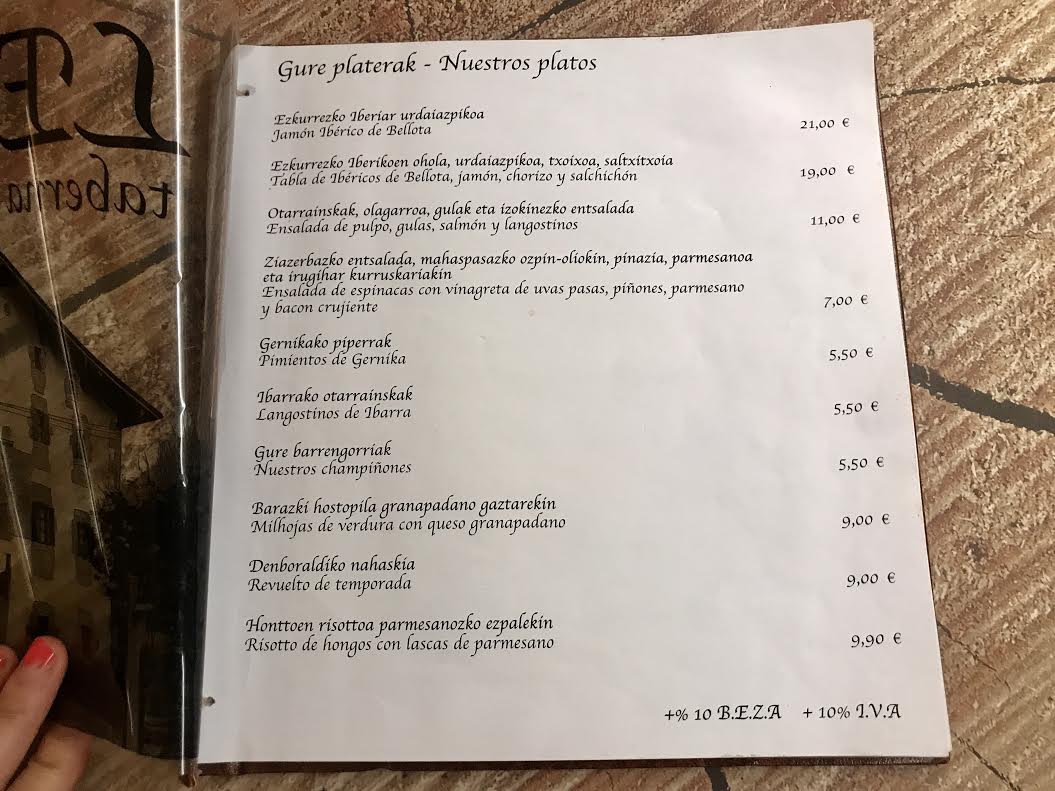 LE
taberna
Gure platerak - Nuestros platos
Ezkurrezko Iberiar urdaiazpikoa
Jamón Ibérico de Bellota
21,00 €
Ezkurrezko Iberikoen ohola, urdaiazpikoa, txoixoa, saltxitxoia
Tabla de Ibéricos de Bellota, jamón, chorizo y salchichón
19,00 €
Otarrainskak, olagarroa, gulak eta izokinezko entsalada
Ensalada de pulpo, gulas, salmón y langostinos
11,00 €
Ziazerbazko entsalada, mahaspasazko ozpin-oliokin, pinazia, parmesanoa
eta irugihar kurruskariakin
Ensalada de espinacas con vinagreta de uvas pasas, piñones, parmesano
y bacon crujiente
7,00 €
Gernikako piperrak
Pimientos de Gernika
5,50 €
Ibarrako otarrainskak
Langostinos de Ibarra
5,50 €
Gure barrengorriak
Nuestros champiñones
5,50 €
Barazki hostopila granapadano gaztarekin
Milhojas de verdura con queso granapadano
9,00 €
Denboraldiko nahaskia
Revuelto de temporada
9,00 €
Honttoen risottoa parmesanozko ezpalekin
Risotto de hongos con lascas de parmesano
9,90 €
+% 10 B.E.Z.A + 10% I.V.A